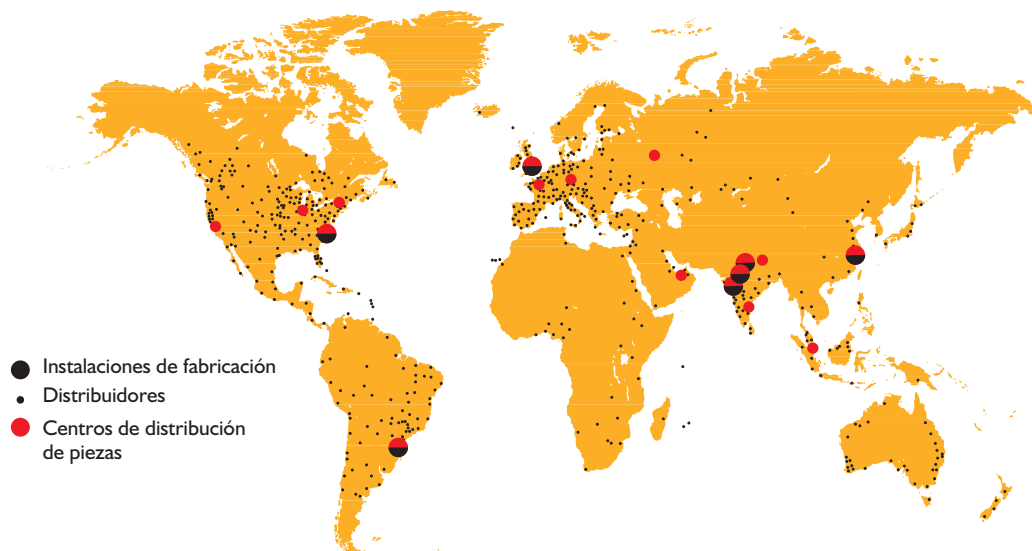 Instalaciones de fabricación
Distribuidores
Centros de distribución
de piezas